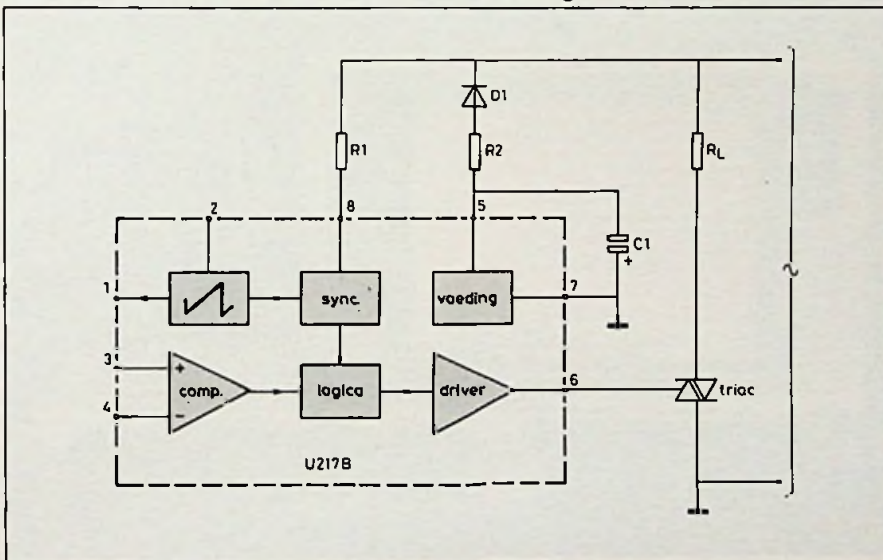 D1
R1
R2
RL
2
8
5
C1
+
1
sync.
voeding
7
~
3
+
comp.
logica
driver
6
triac
4
−
U217B